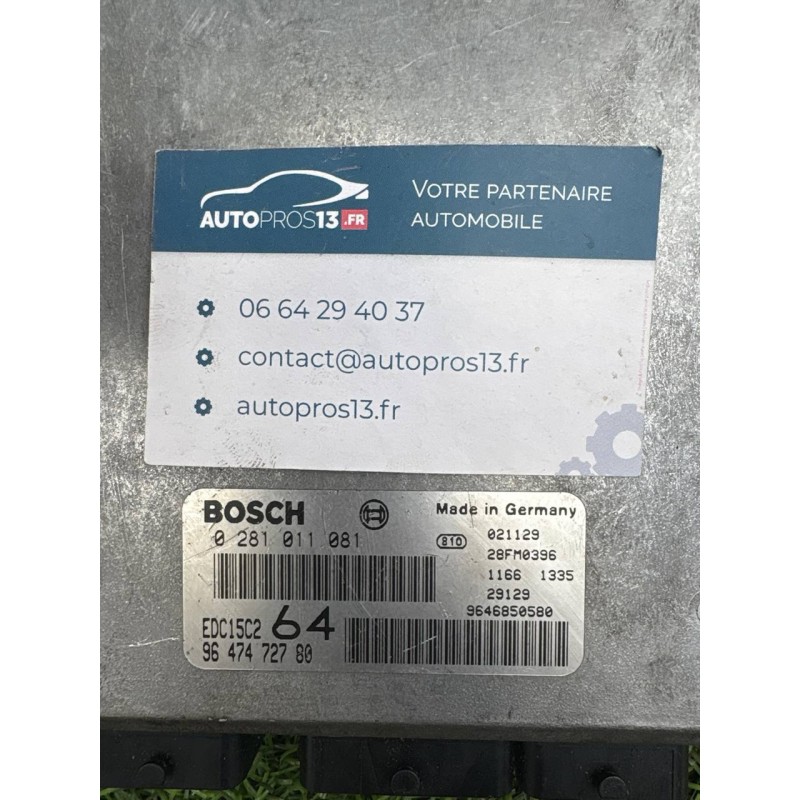 AUTOPROS13.FR
VOTRE PARTENAIRE
AUTOMOBILE
06 64 29 40 37
contact@autopros13.fr
autopros13.fr
BOSCH
Made in Germany
0 281 011 081
810
021129
28FM0396
1166 1335
29129
9646850580
EDC15C2 64
96 474 727 80